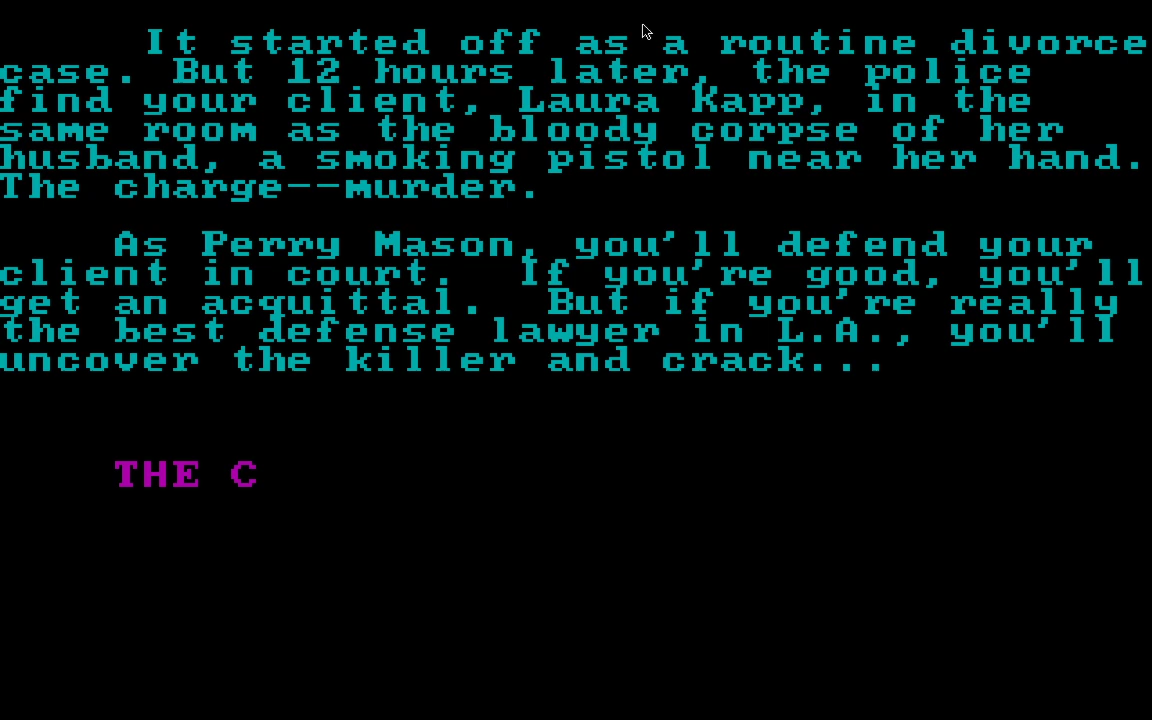 It started off as a routine divorce
case. But 12 hours later, the police
find your client, Laura Kapp, in the
same room as the bloody corpse of her
husband, a smoking pistol near her hand.
The charge--murder.
As Perry Mason, you'll defend your
client in court.  If you're good, you'll
get an acquittal.  But if you're really
the best defense lawyer in L.A., you'll
uncover the killer and crack...
THE C